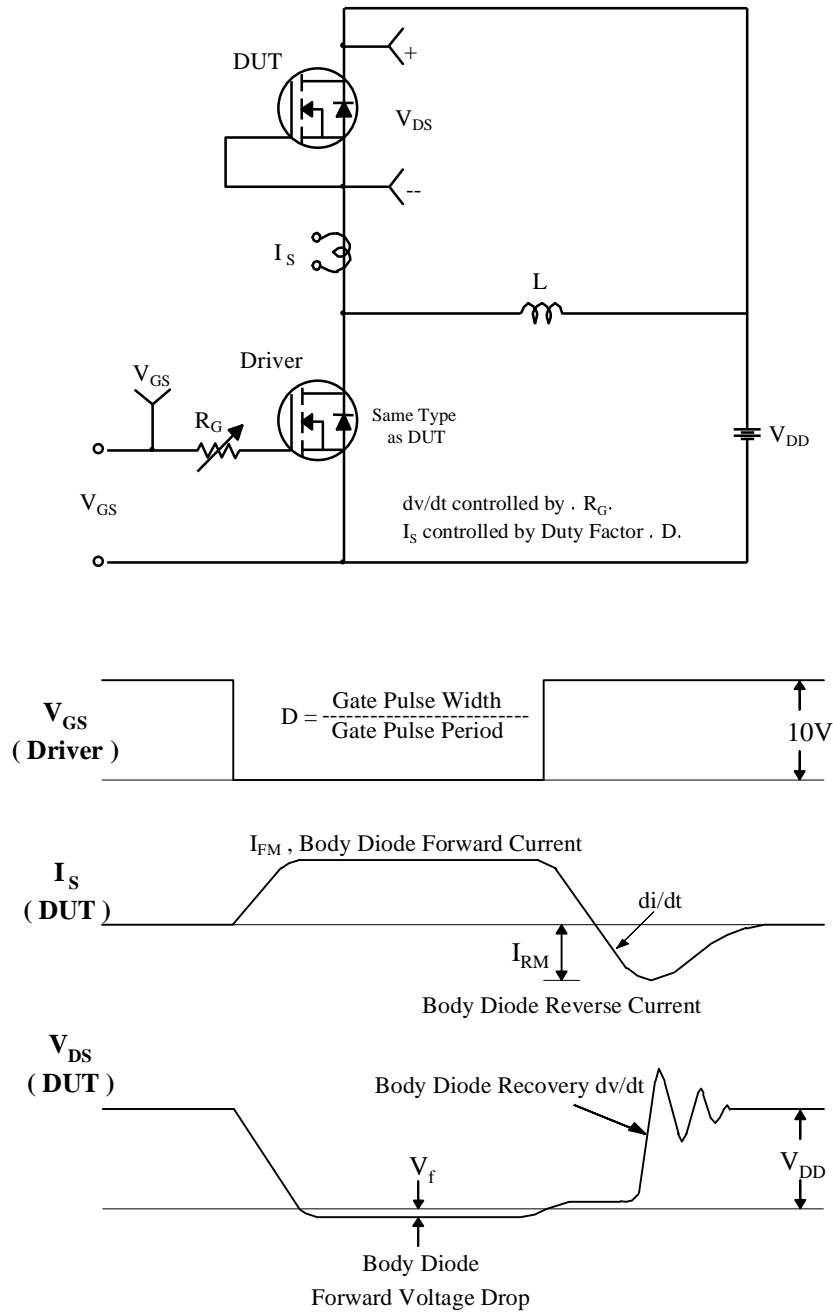 +
DUT
V_DS
--
I_S
L
Driver
V_GS
R_G
Same Type
as DUT
V_DD
V_GS
dv/dt controlled by . R_G.
I_S controlled by Duty Factor . D.
V_GS
( Driver )
D = Gate Pulse Width
--------------------------
Gate Pulse Period
10V
I_FM , Body Diode Forward Current
I_S
( DUT )
di/dt
I_RM
Body Diode Reverse Current
V_DS
( DUT )
Body Diode Recovery dv/dt
V_f
V_DD
Body Diode
Forward Voltage Drop